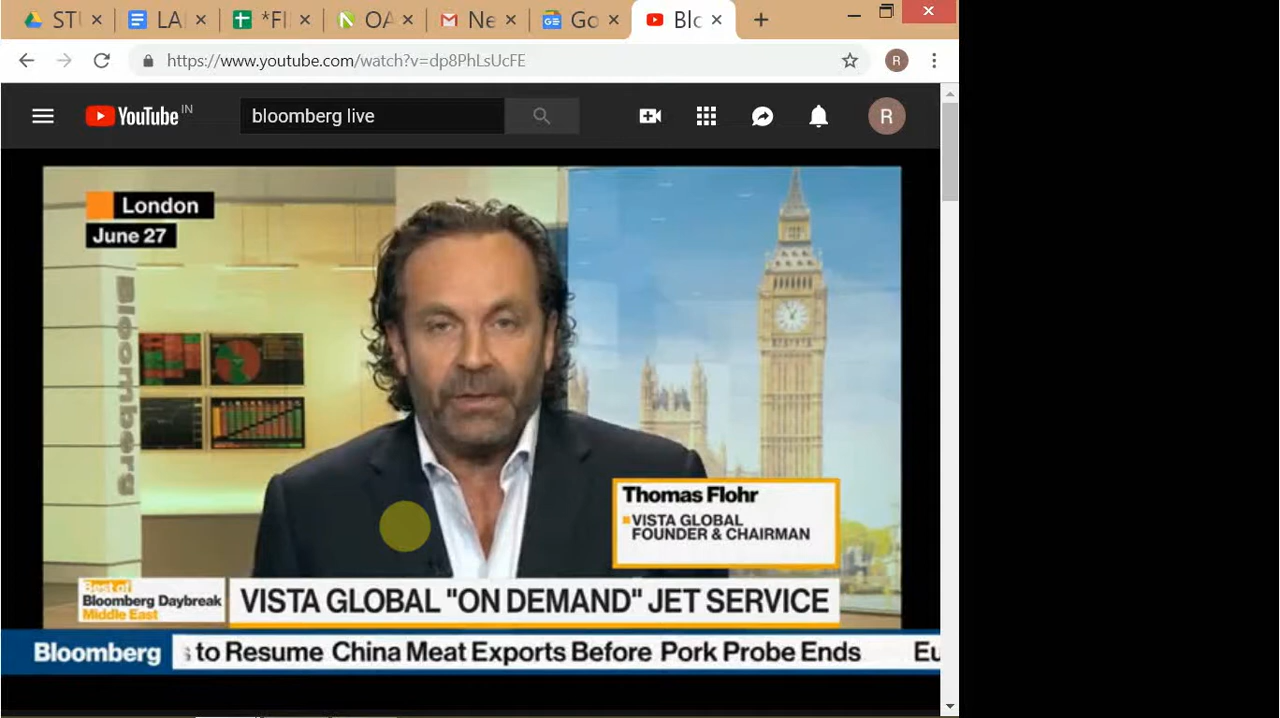 ST
LA
*FI
OA
Ne
Go
Blo
https://www.youtube.com/watch?v=dp8PhLsUcFE
R
YouTube IN
bloomberg live
R
London
June 27
Bloomberg
Thomas Flohr
VISTA GLOBAL
FOUNDER & CHAIRMAN
Best of
Bloomberg Daybreak
Middle East
VISTA GLOBAL "ON DEMAND" JET SERVICE
Bloomberg
s to Resume China Meat Exports Before Pork Probe Ends
Eu